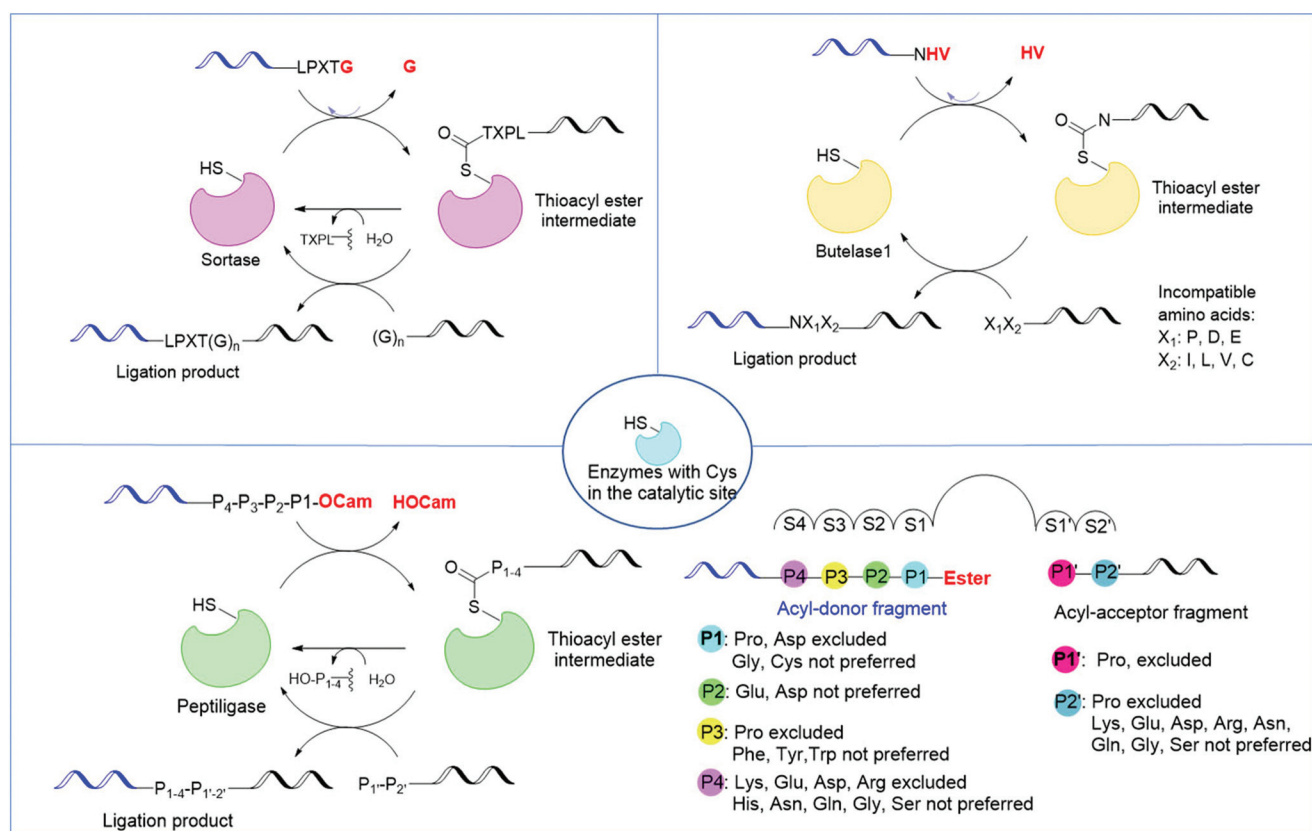 LPXTG
G
O
TXPL
S
HS
Thioacyl ester
intermediate
TXPL
H₂O
Sortase
LPXT(G)n
(G)n
Ligation product
NHV
HV
O
N
S
HS
Thioacyl ester
intermediate
Butelase1
NX₁X₂
X₁X₂
Ligation product
Incompatible
amino acids:
X₁: P, D, E
X₂: I, L, V, C
HS
Enzymes with Cys
in the catalytic site
P₄-P₃-P₂-P1-OCam
HOCam
O
P₁₋₄
S
HS
Thioacyl ester
intermediate
HO-P₁₋₄
H₂O
Peptiligase
P₁₋₄-P₁'₋₂'
P₁'-P₂'
Ligation product
S4 S3 S2 S1 S1' S2'
P4 P3 P2 P1 Ester
P1' P2'
Acyl-donor fragment
Acyl-acceptor fragment
P1: Pro, Asp excluded
Gly, Cys not preferred
P2: Glu, Asp not preferred
P3: Pro excluded
Phe, Tyr,Trp not preferred
P4: Lys, Glu, Asp, Arg excluded
His, Asn, Gln, Gly, Ser not preferred
P1': Pro, excluded
P2': Pro excluded
Lys, Glu, Asp, Arg, Asn,
Gln, Gly, Ser not preferred